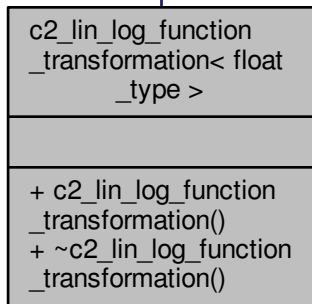 c2_lin_log_function
_transformation< float
_type >
+ c2_lin_log_function
_transformation()
+ ~c2_lin_log_function
_transformation()